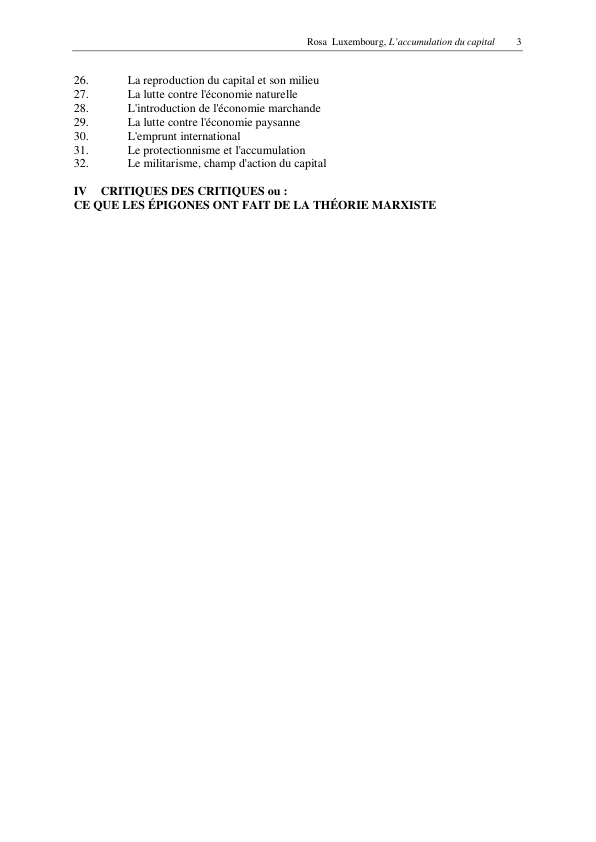 Rosa Luxembourg, L'accumulation du capital 3
26. La reproduction du capital et son milieu
27. La lutte contre l'économie naturelle
28. L'introduction de l'économie marchande
29. La lutte contre l'économie paysanne
30. L'emprunt international
31. Le protectionnisme et l'accumulation
32. Le militarisme, champ d'action du capital
IV CRITIQUES DES CRITIQUES ou :
CE QUE LES ÉPIGONES ONT FAIT DE LA THÉORIE MARXISTE